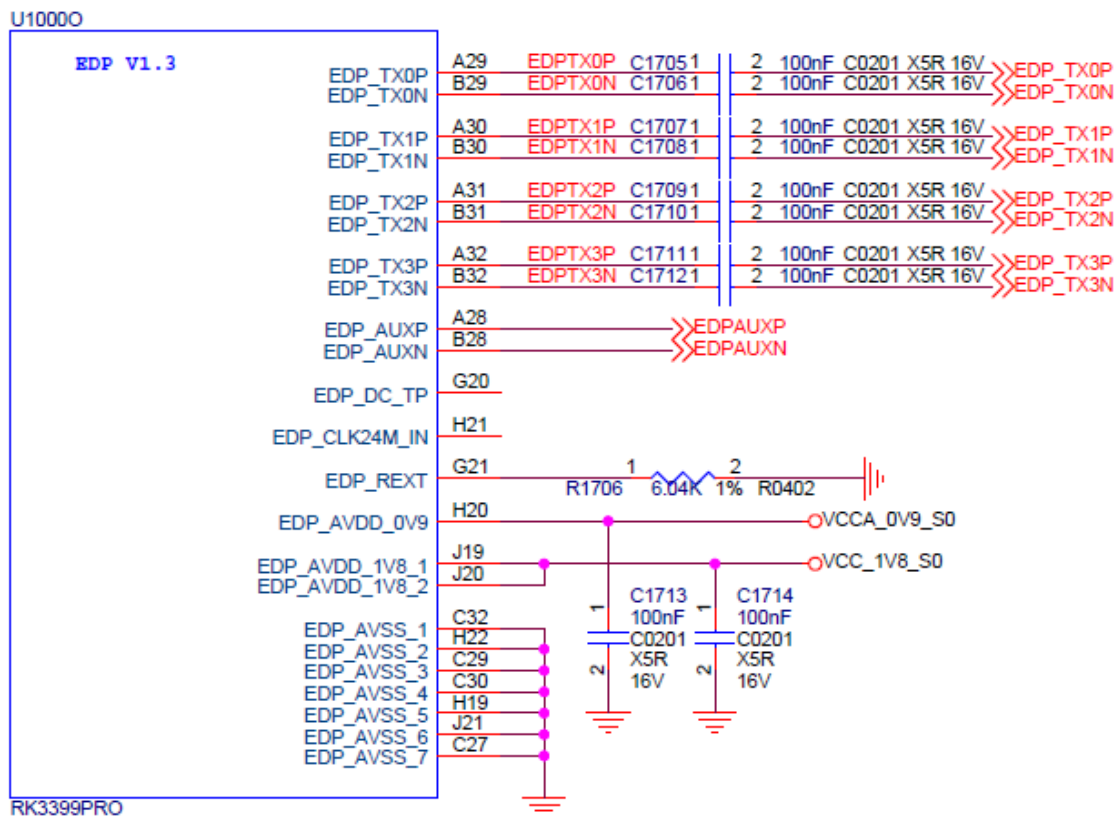 U1000O
EDP V1.3
EDP_TX0P A29 EDPTX0P C1705 1 2 100nF C0201 X5R 16V EDP_TX0P
EDP_TX0N B29 EDPTX0N C1706 1 2 100nF C0201 X5R 16V EDP_TX0N
EDP_TX1P A30 EDPTX1P C1707 1 2 100nF C0201 X5R 16V EDP_TX1P
EDP_TX1N B30 EDPTX1N C1708 1 2 100nF C0201 X5R 16V EDP_TX1N
EDP_TX2P A31 EDPTX2P C1709 1 2 100nF C0201 X5R 16V EDP_TX2P
EDP_TX2N B31 EDPTX2N C1710 1 2 100nF C0201 X5R 16V EDP_TX2N
EDP_TX3P A32 EDPTX3P C1711 1 2 100nF C0201 X5R 16V EDP_TX3P
EDP_TX3N B32 EDPTX3N C1712 1 2 100nF C0201 X5R 16V EDP_TX3N
EDP_AUXP A28 EDPAUXP
EDP_AUXN B28 EDPAUXN
EDP_DC_TP G20
EDP_CLK24M_IN H21
EDP_REXT G21 1 2
R1706 6.04K 1% R0402
EDP_AVDD_0V9 H20 VCCA_0V9_S0
EDP_AVDD_1V8_1 J19 VCC_1V8_S0
EDP_AVDD_1V8_2 J20
1 C1713 1 C1714
100nF 100nF
C0201 C0201
2 X5R 2 X5R
16V 16V
EDP_AVSS_1 C32
EDP_AVSS_2 H22
EDP_AVSS_3 C29
EDP_AVSS_4 C30
EDP_AVSS_5 H19
EDP_AVSS_6 J21
EDP_AVSS_7 C27
RK3399PRO